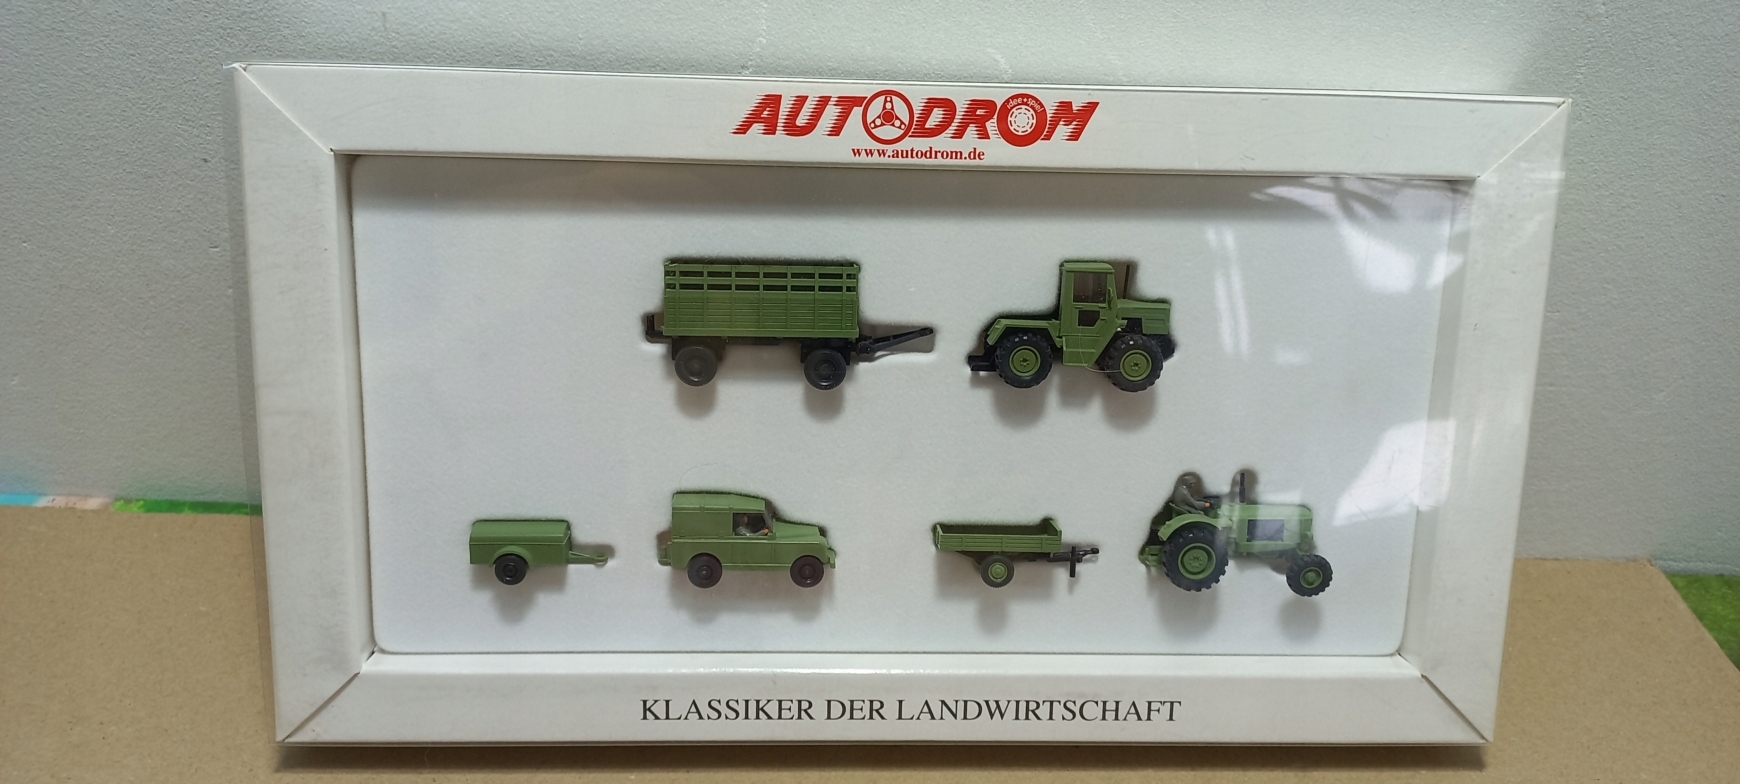 AUTODROM
idee+spiel
www.autodrom.de
KLASSIKER DER LANDWIRTSCHAFT